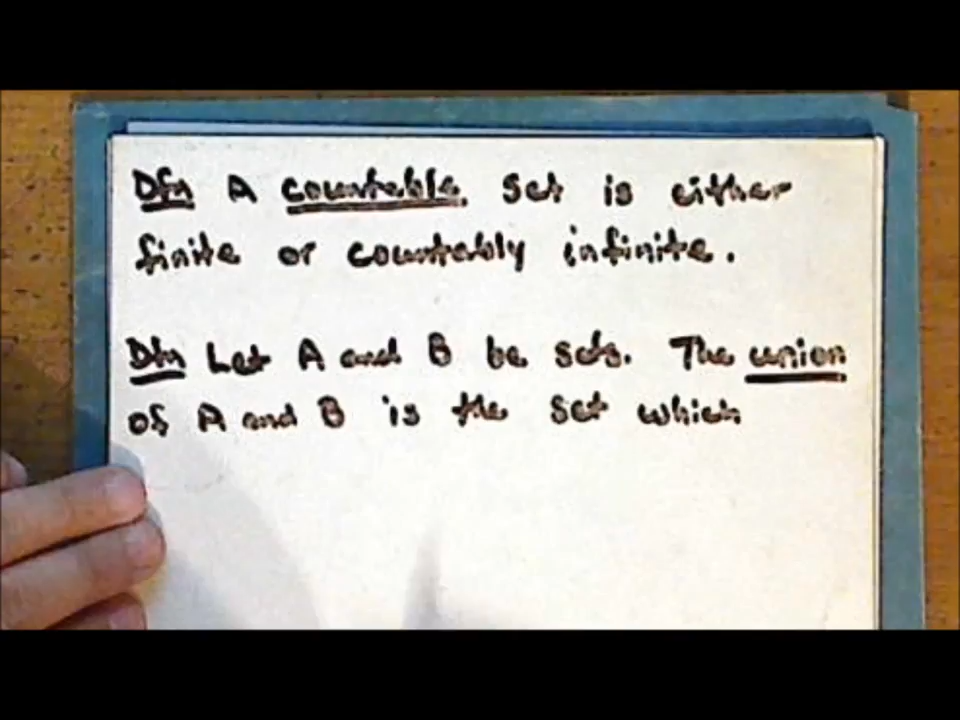 Dfn A countable set is either
finite or countably infinite.
Dfn Let A and B be sets. The union
of A and B is the set which